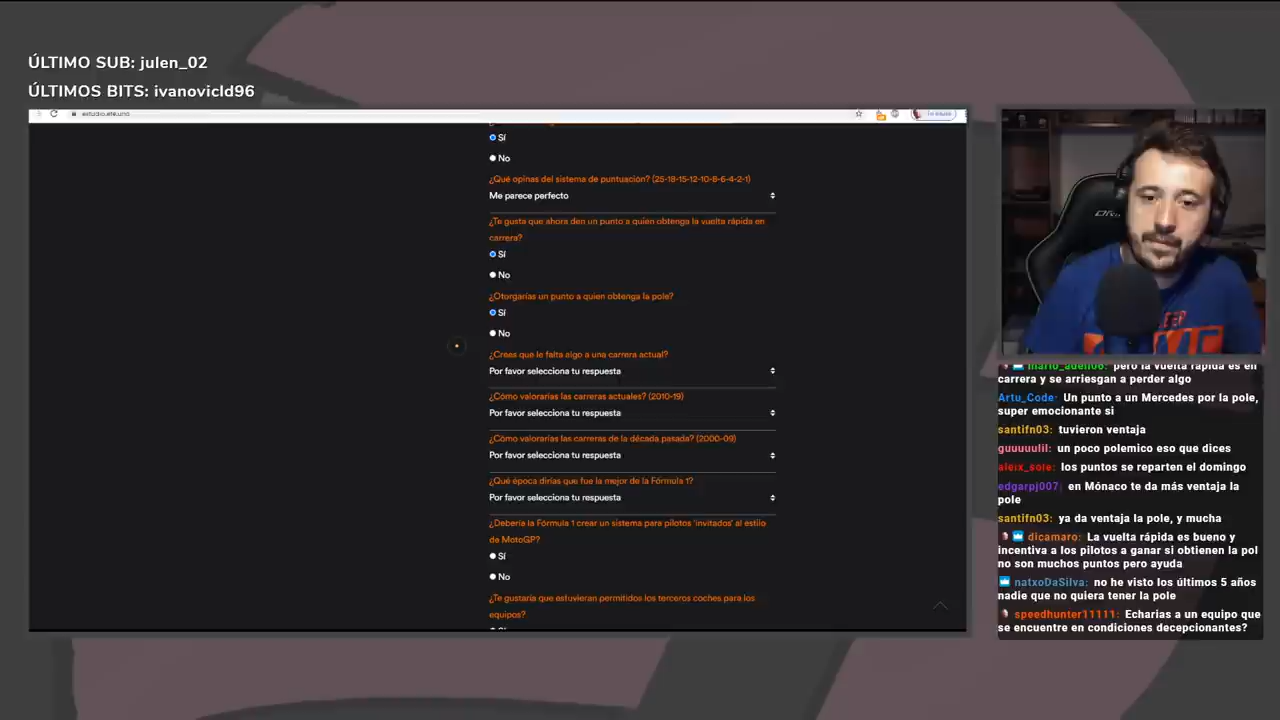 ÚLTIMO SUB: julen_02
ÚLTIMOS BITS: ivanovicld96
estudio.efe.uno
Sí
No
¿Qué opinas del sistema de puntuación? (25-18-15-12-10-8-6-4-2-1)
Me parece perfecto
¿Te gusta que ahora den un punto a quien obtenga la vuelta rápida en
carrera?
Sí
No
¿Otorgarías un punto a quien obtenga la pole?
Sí
No
¿Crees que le falta algo a una carrera actual?
Por favor selecciona tu respuesta
¿Cómo valorarías las carreras actuales? (2010-19)
Por favor selecciona tu respuesta
¿Cómo valorarías las carreras de la década pasada? (2000-09)
Por favor selecciona tu respuesta
¿Qué época dirías que fue la mejor de la Fórmula 1?
Por favor selecciona tu respuesta
¿Debería la Fórmula 1 crear un sistema para pilotos 'invitados' al estilo
de MotoGP?
Sí
No
¿Te gustaría que estuvieran permitidos los terceros coches para los
equipos?
pero la vuelta rápida es en
carrera y se arriesgan a perder algo
Artu_Code: Un punto a un Mercedes por la pole,
super emocionante si
santifn03: tuvieron ventaja
guuuuulil: un poco polemico eso que dices
aleix_sole: los puntos se reparten el domingo
edgarpj007: en Mónaco te da más ventaja la
pole
santifn03: ya da ventaja la pole, y mucha
dicamaro: La vuelta rápida es bueno y
incentiva a los pilotos a ganar si obtienen la pol
no son muchos puntos pero ayuda
natxoDaSilva: no he visto los últimos 5 años
nadie que no quiera tener la pole
speedhunter11111: Echarias a un equipo que
se encuentre en condiciones decepcionantes?